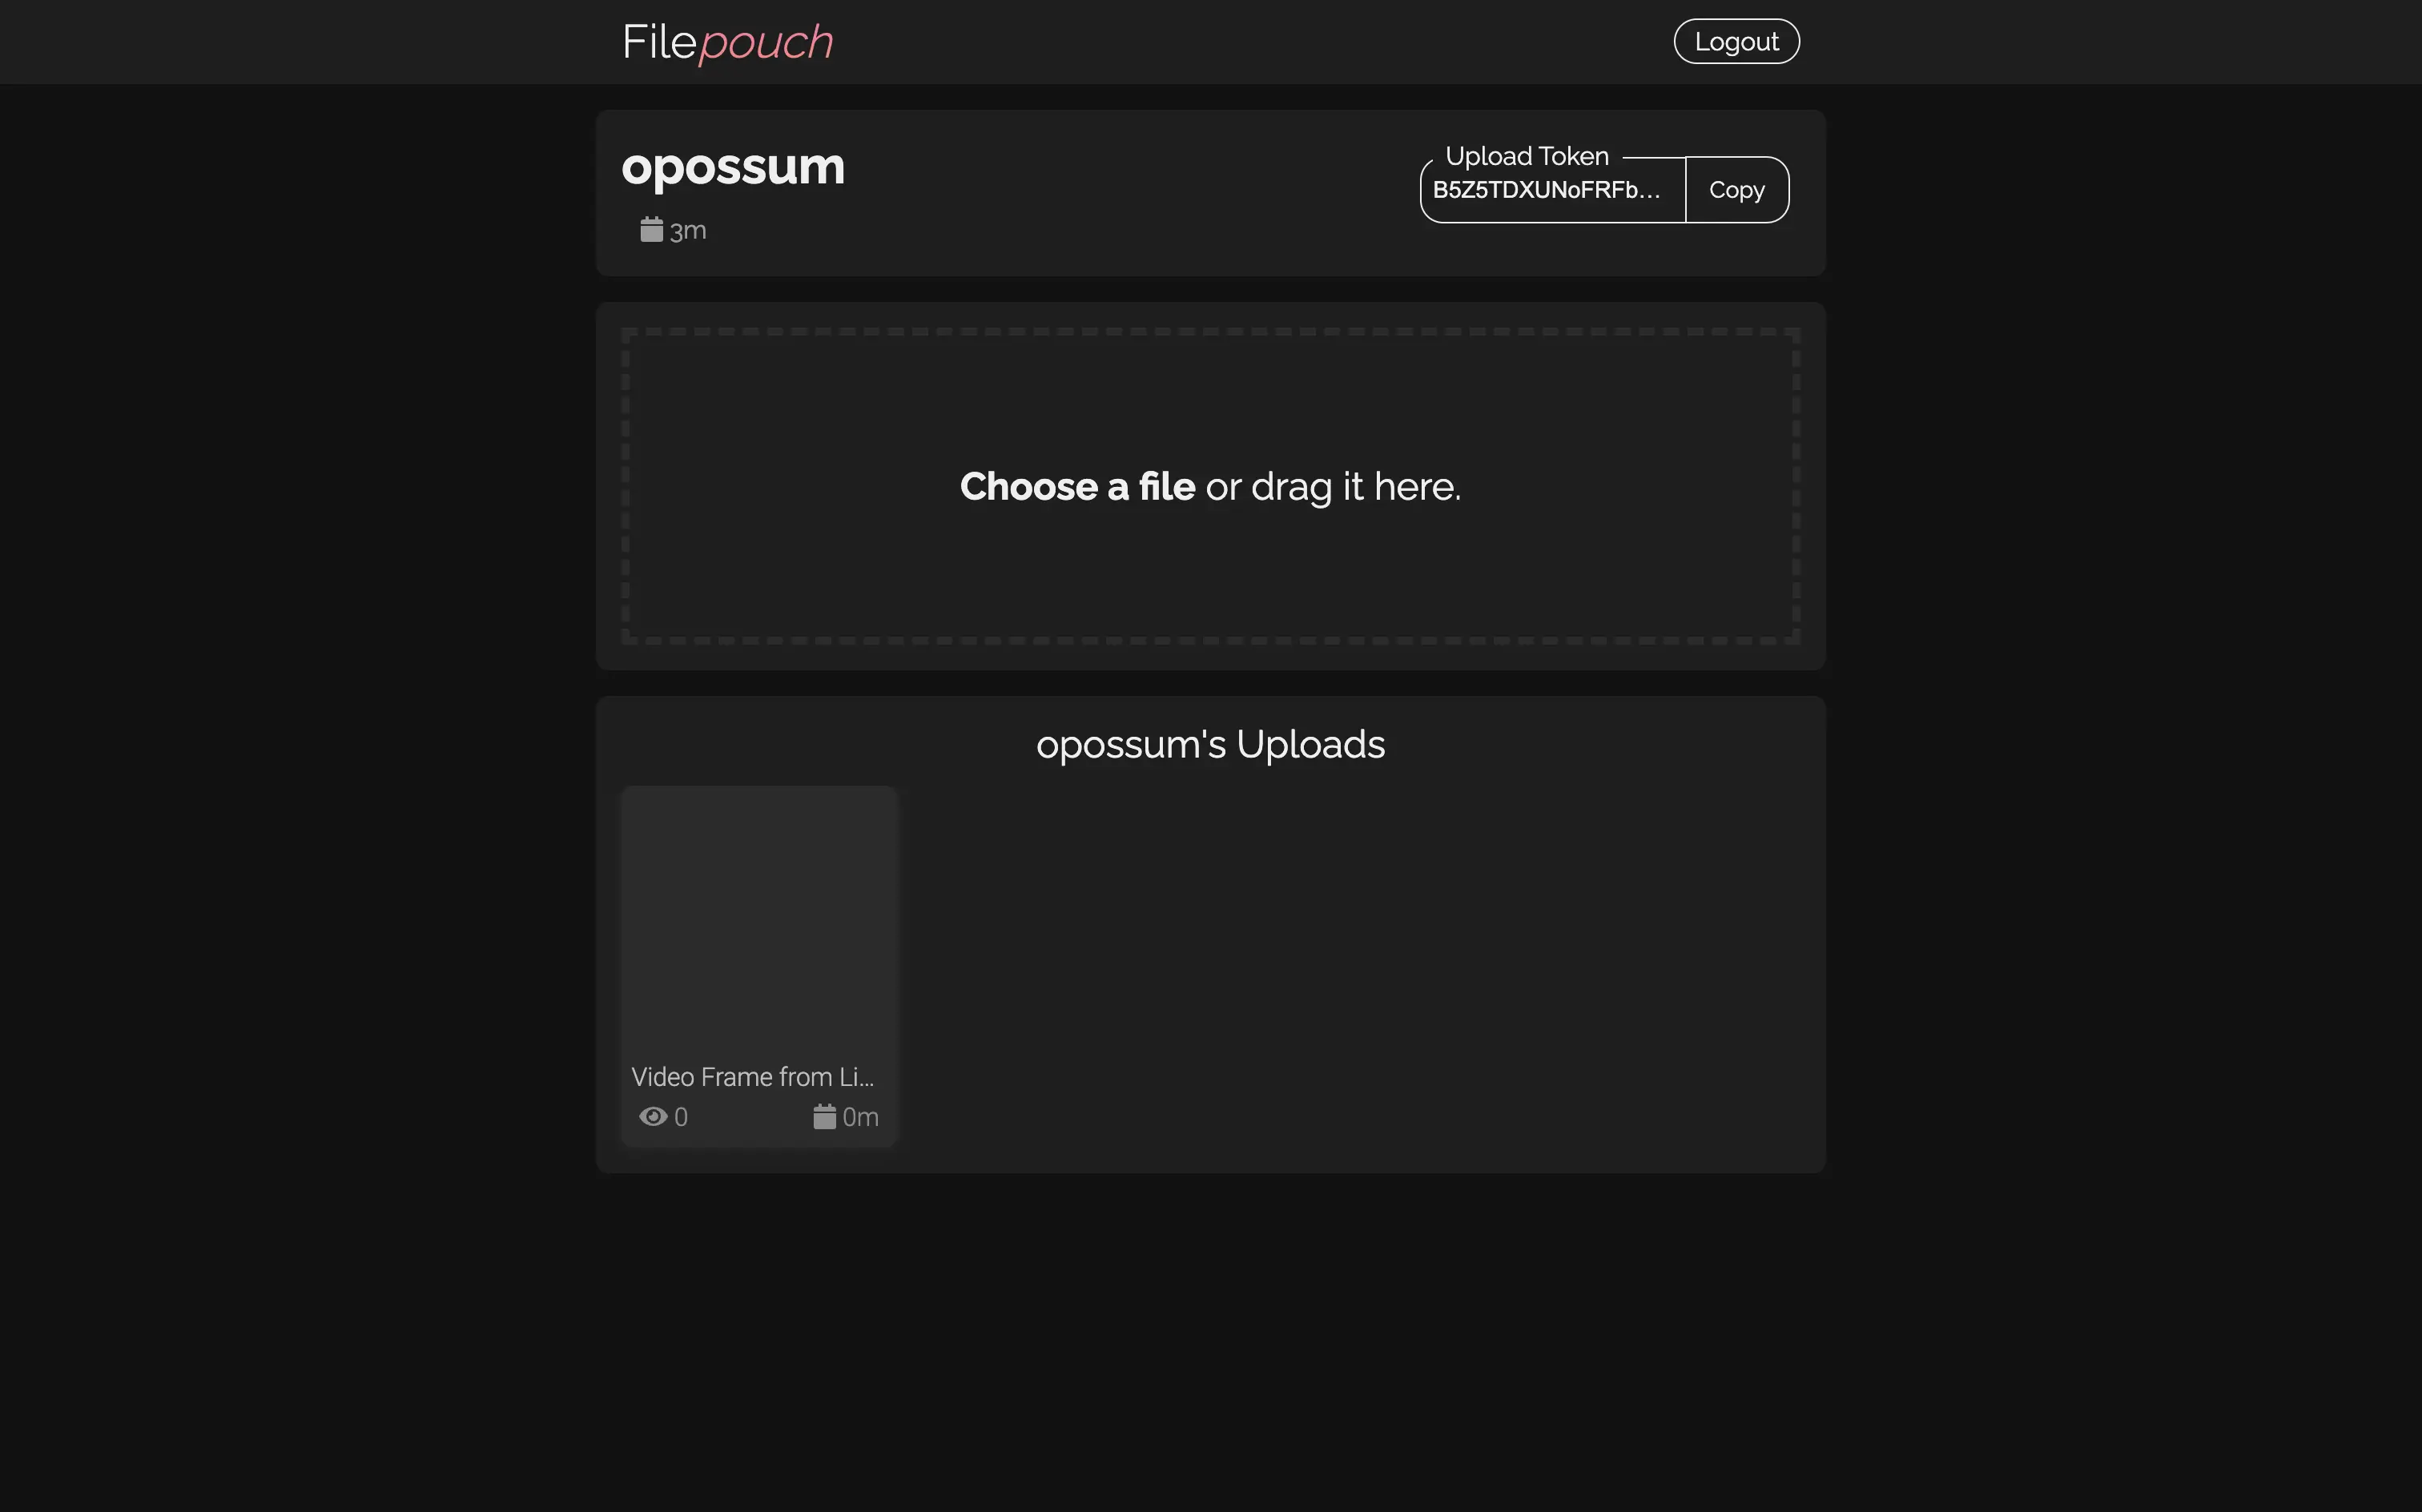 Filepouch
Logout
opossum
3m
Upload Token
B5Z5TDXUNoFRFb...
Copy
Choose a file or drag it here.
opossum's Uploads
Video Frame from Li...
0
0m